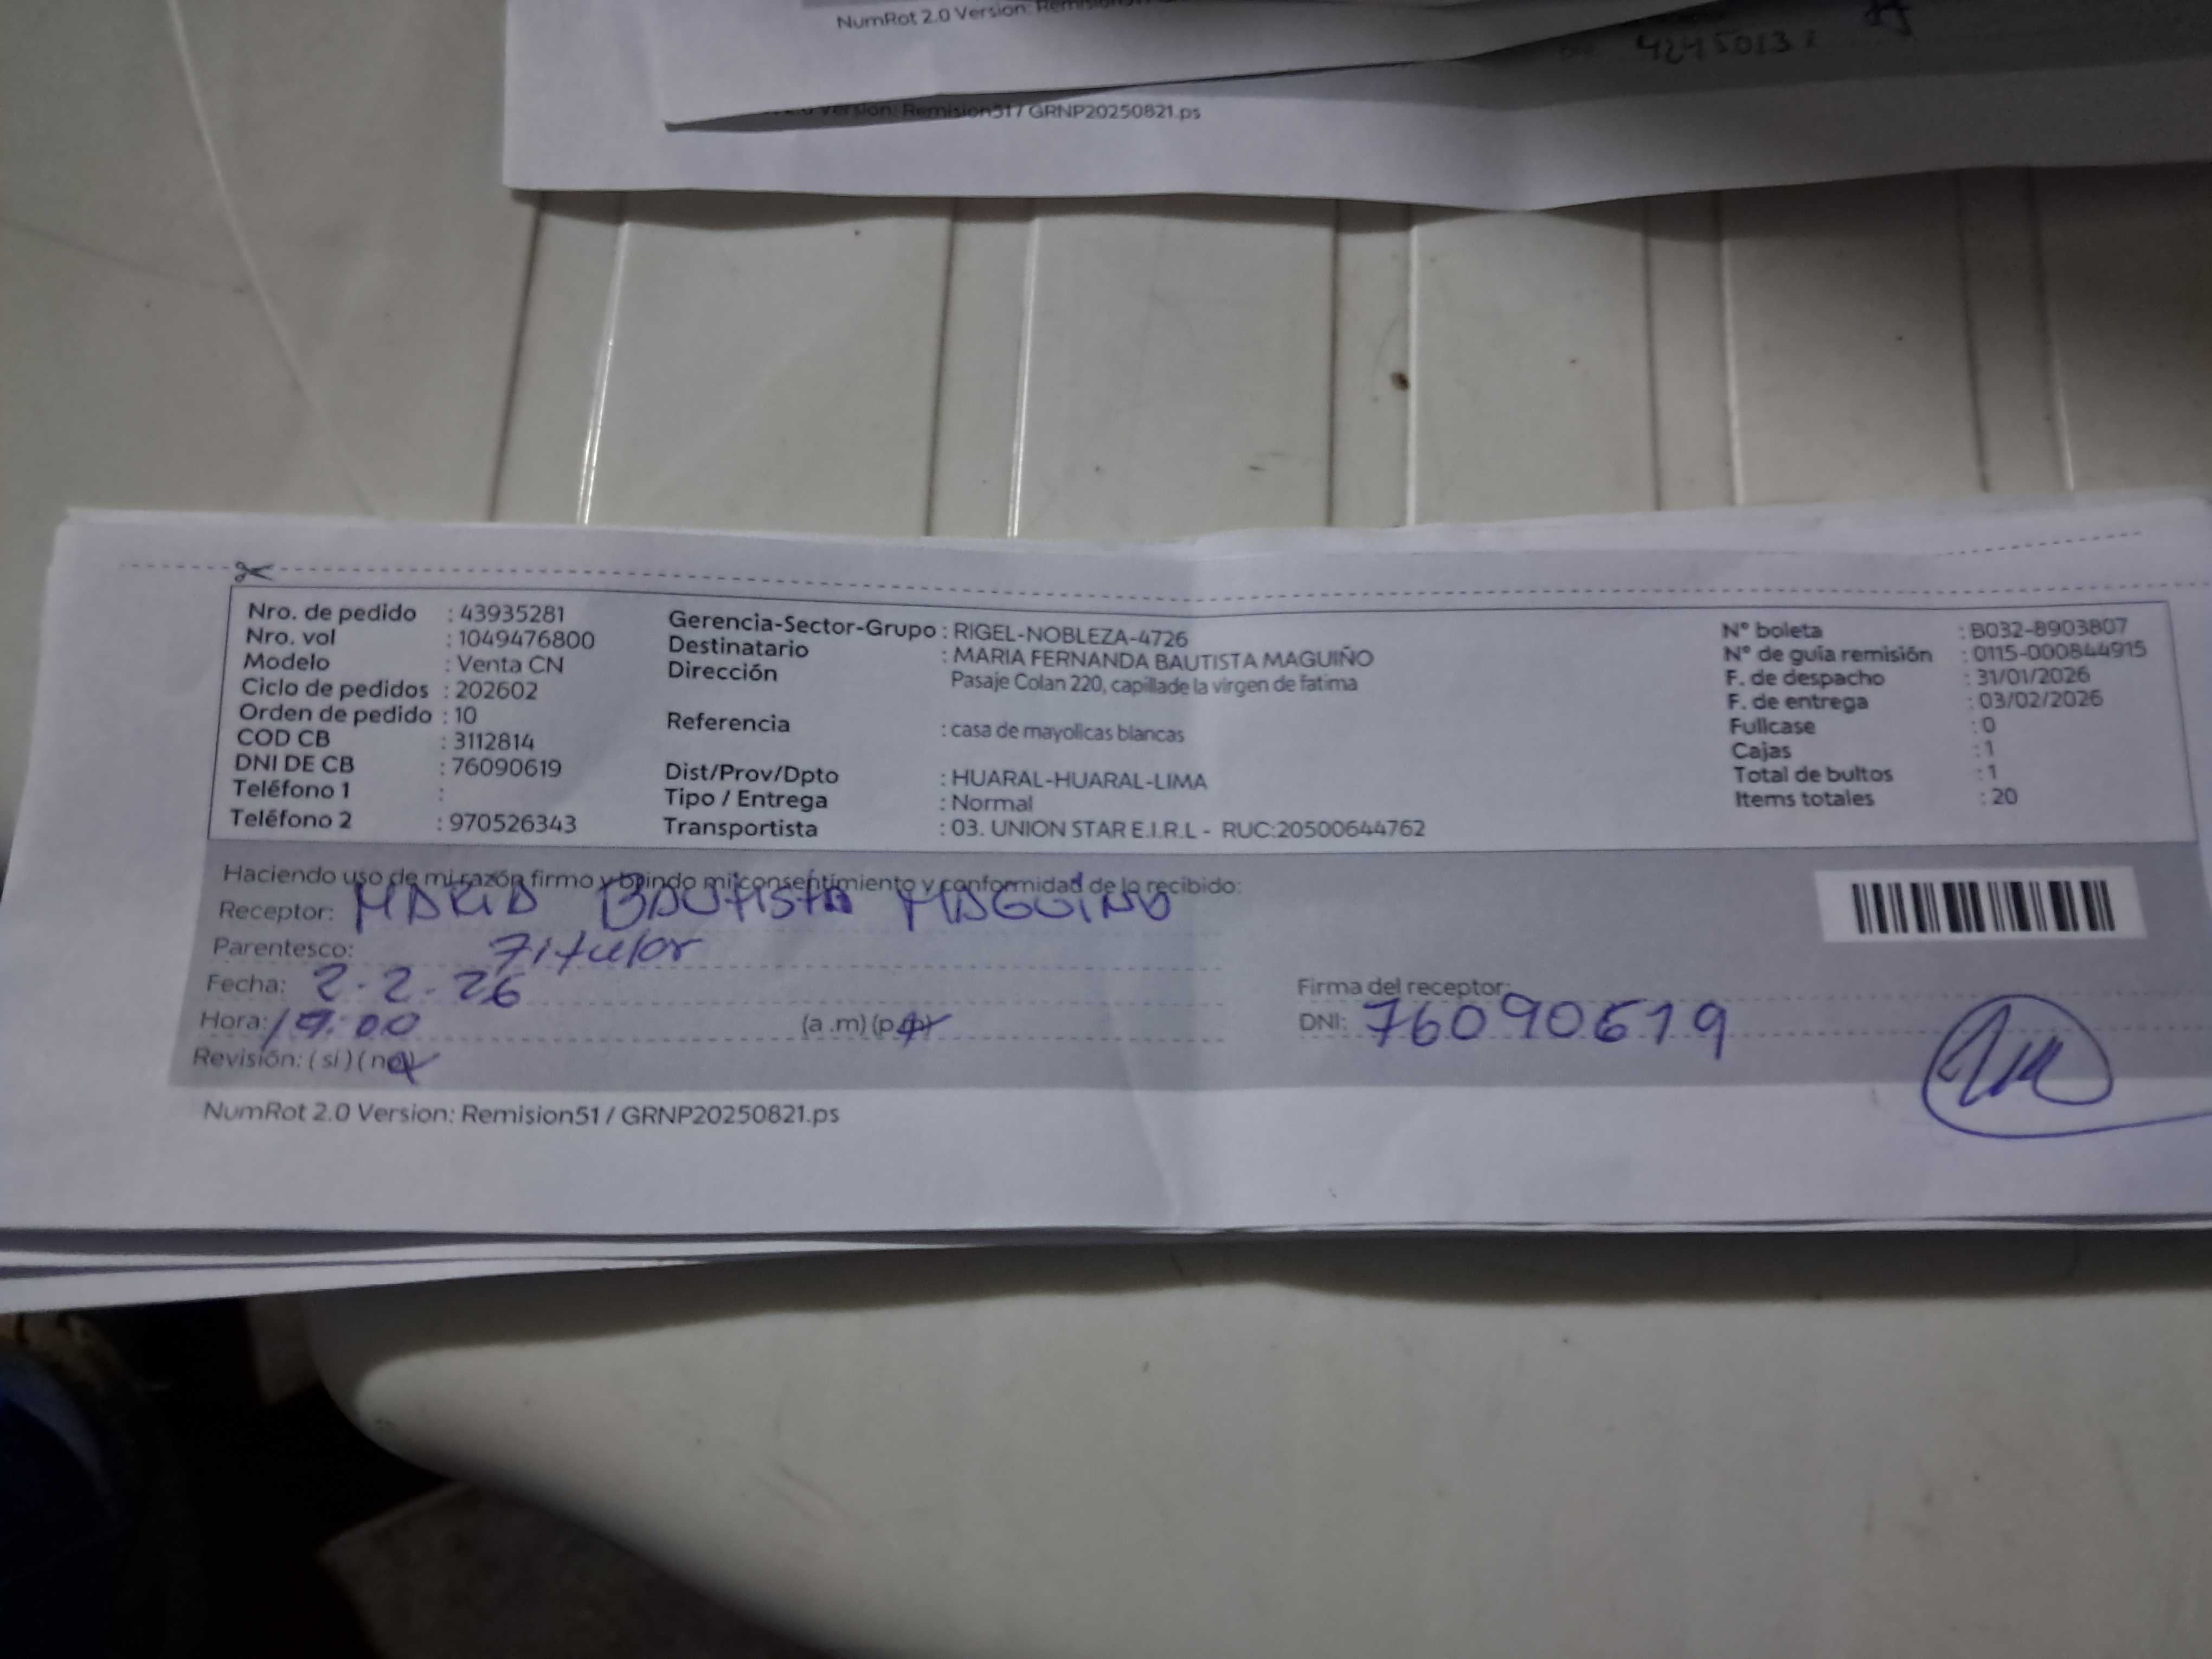 NumRot 2.0 Version: Remision51 /
42450131
Version: Remision51 / GRNP20250821.ps
Nro. de pedido : 43935281
Nro. vol : 1049476800
Modelo : Venta CN
Ciclo de pedidos : 202602
Orden de pedido : 10
COD CB : 3112814
DNI DE CB : 76090619
Teléfono 1 :
Teléfono 2 : 970526343
Gerencia-Sector-Grupo : RIGEL-NOBLEZA-4726
Destinatario : MARIA FERNANDA BAUTISTA MAGUIÑO
Dirección Pasaje Colan 220, capillade la virgen de fatima
Referencia : casa de mayolicas blancas
Dist/Prov/Dpto : HUARAL-HUARAL-LIMA
Tipo / Entrega : Normal
Transportista : 03. UNION STAR E.I.R.L - RUC:20500644762
N° boleta : B032-8903807
N° de guía remisión : 0115-000844915
F. de despacho : 31/01/2026
F. de entrega : 03/02/2026
Fullcase : 0
Cajas : 1
Total de bultos : 1
Items totales : 20
Haciendo uso de mi razón firmo y brindo mi consentimiento y conformidad de lo recibido:
Receptor: MARIA BAUTISTA MAGUIÑO
Parentesco: Titular
Fecha: 2-2-26
Hora: 19:00 (a .m) (p.m)
Revisión: ( si ) ( no )
Firma del receptor:
DNI: 76090619
NumRot 2.0 Version: Remision51 / GRNP20250821.ps